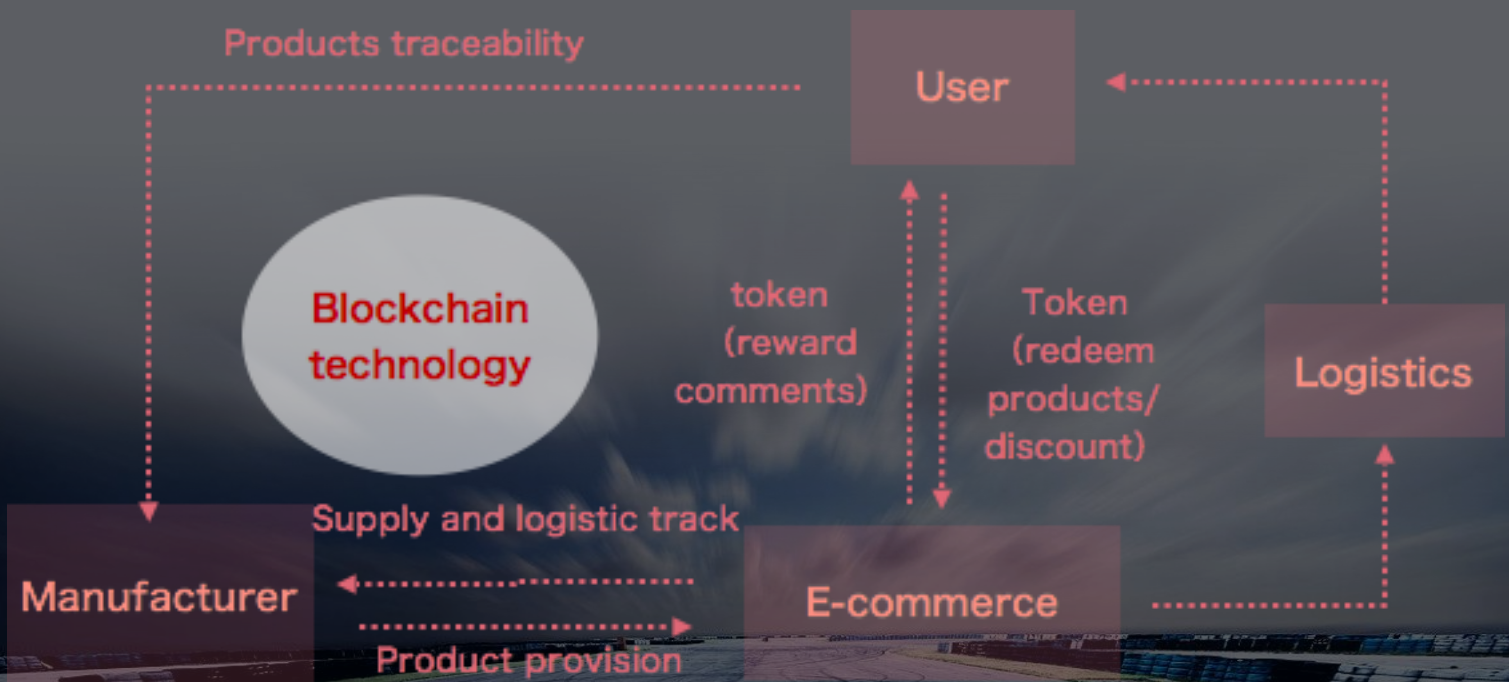 Products traceability
User
Blockchain
technology
token
(reward
comments)
Token
(redeem
products/
discount)
Logistics
Supply and logistic track
Manufacturer
E-commerce
Product provision